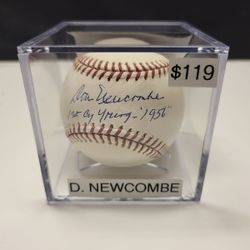 $119
Don Newcombe
1st Cy Young - "1956"
D. NEWCOMBE